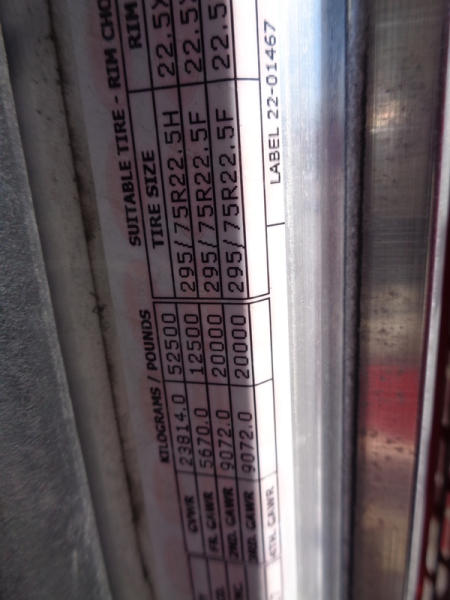 SUITABLE TIRE - RIM CHO
KILOGRAMS / POUNDS TIRE SIZE RIM
GVWR 23814.0 52500
FR. GAWR 5670.0 12500 295/75R22.5H 22.5X
2ND. GAWR 9072.0 20000 295/75R22.5F 22.5
3RD. GAWR 9072.0 20000 295/75R22.5F 22.5
4TH. GAWR
LABEL 22-01467